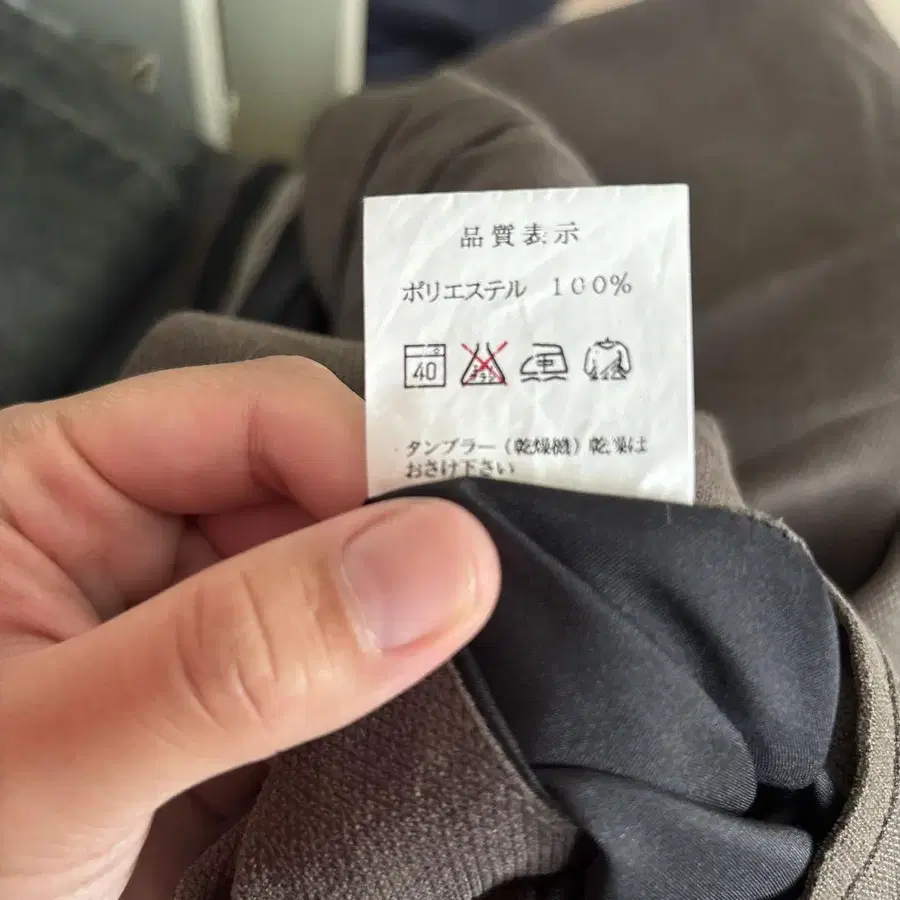 品質表示
ポリエステル 100%
40
タンブラー(乾燥機)乾燥は
おさけ下さい